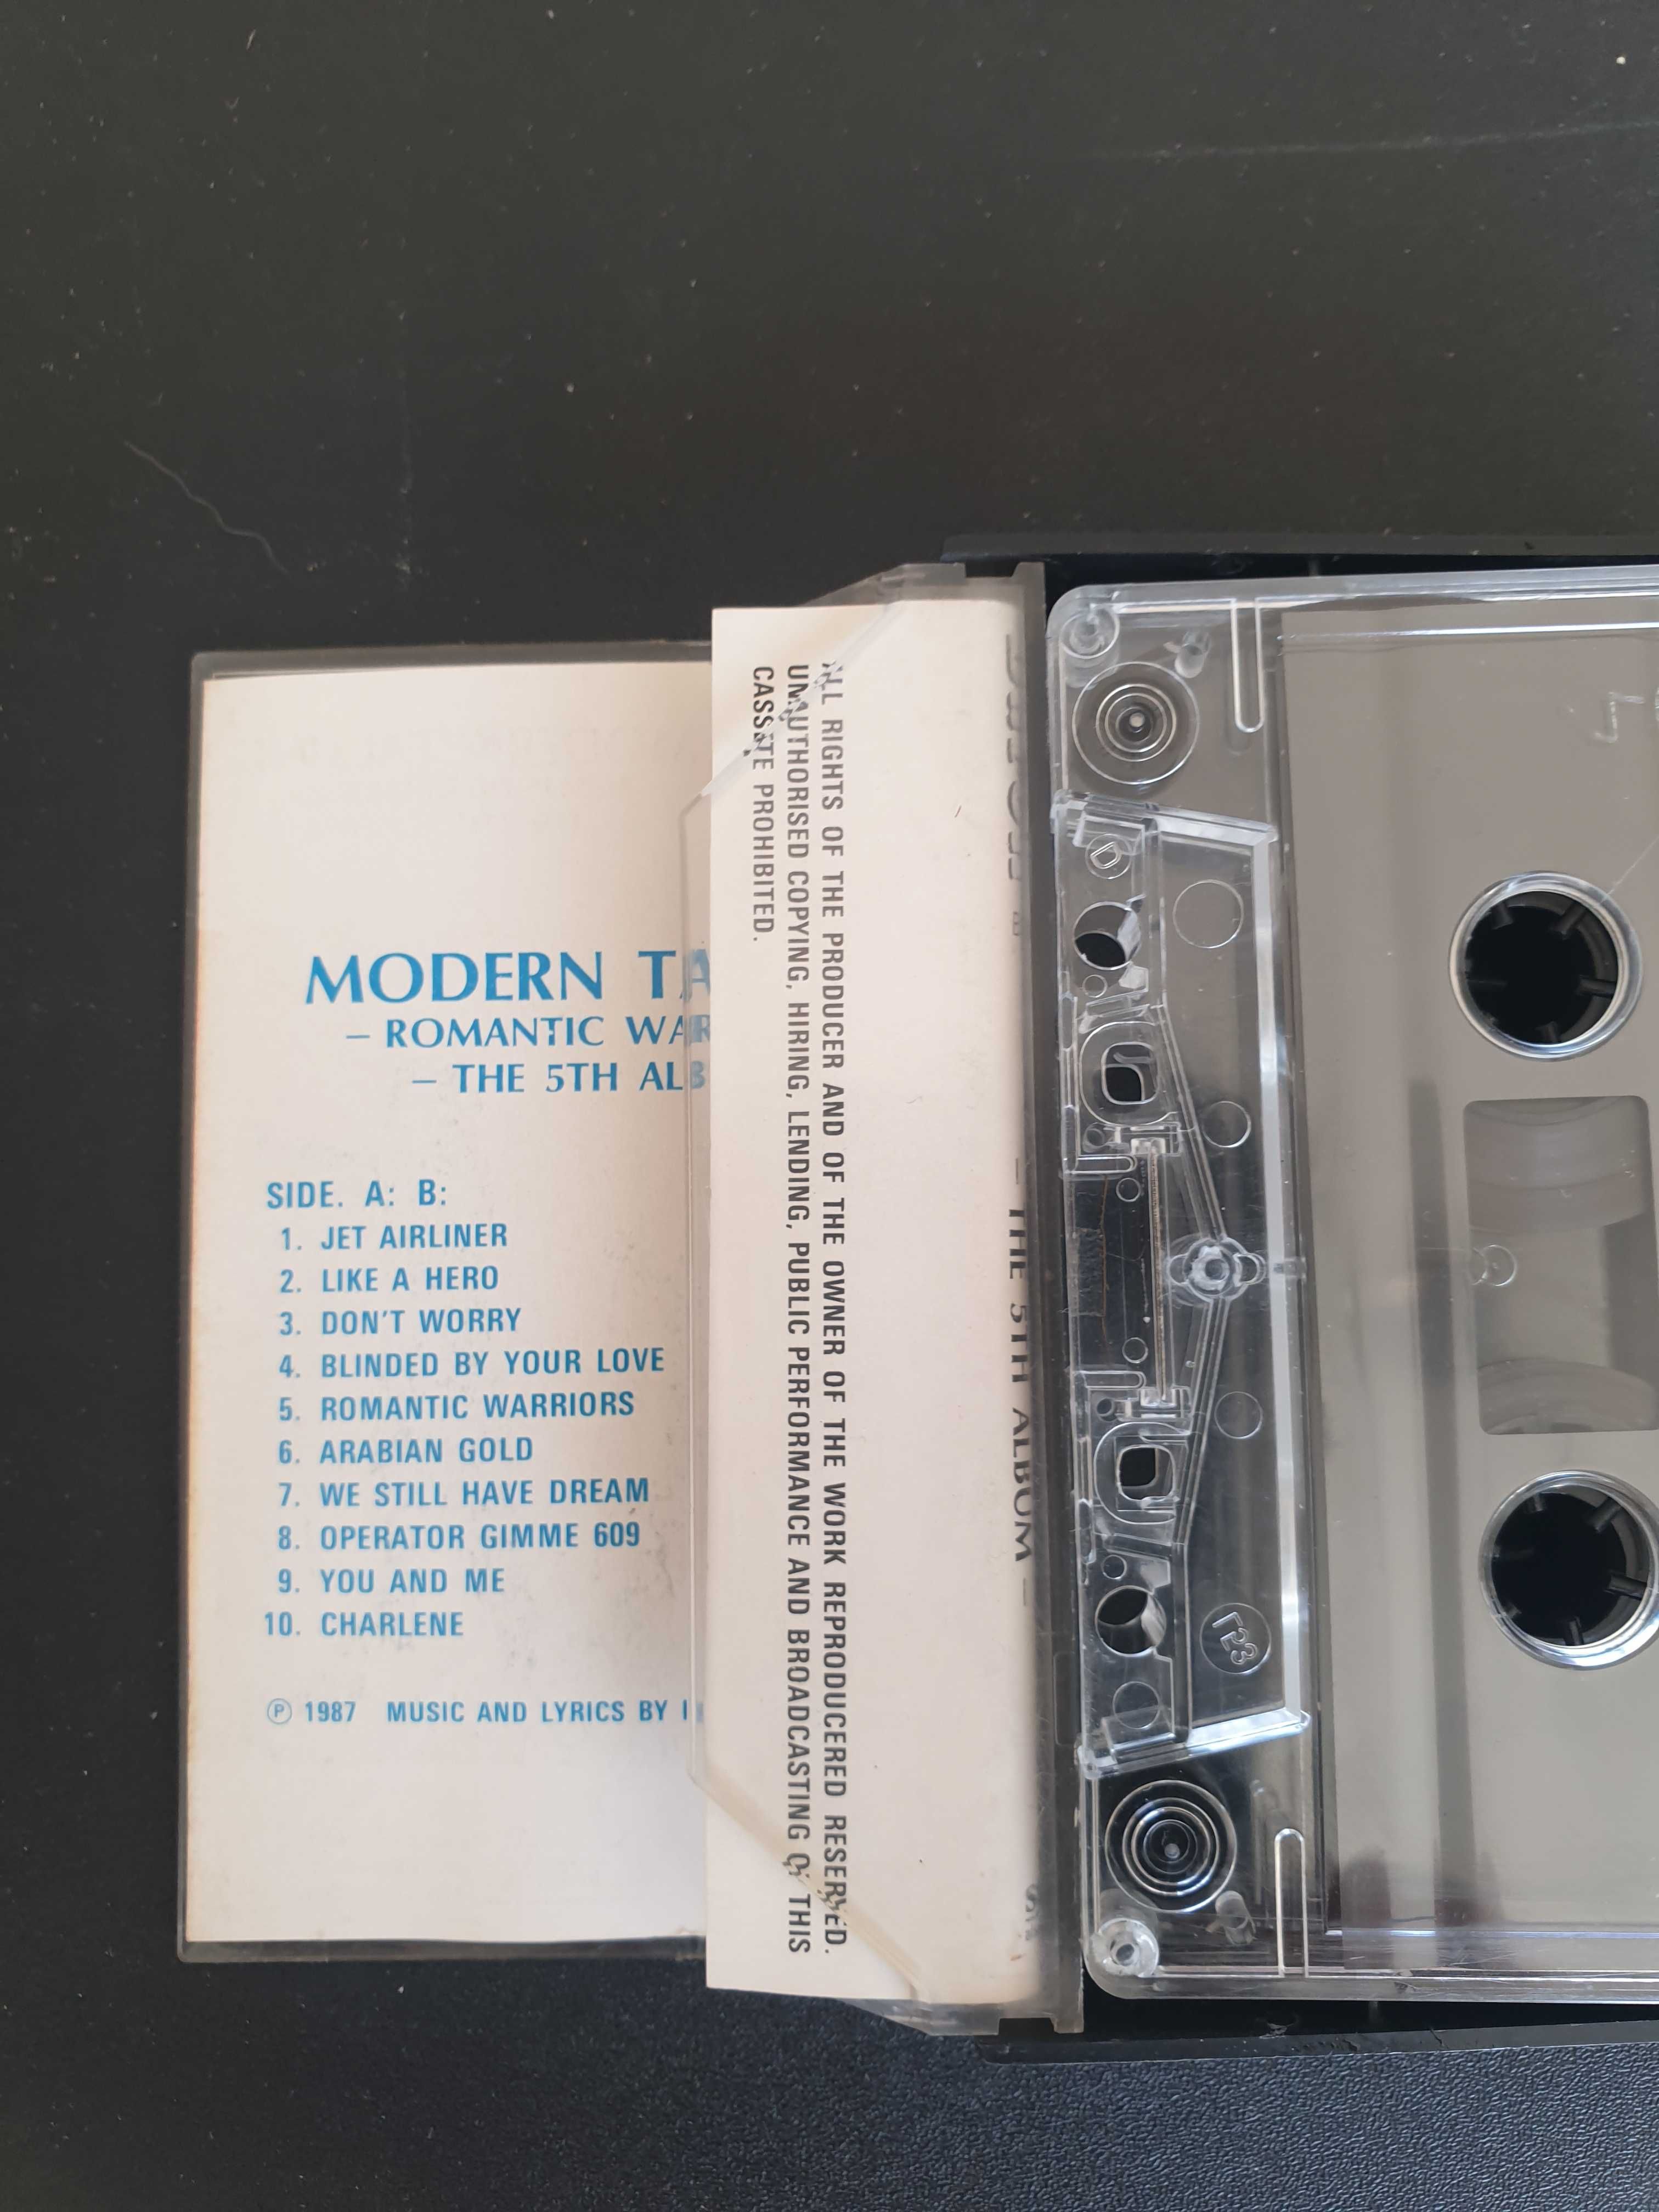 MODERN TA
– ROMANTIC WAR
– THE 5TH ALB
SIDE. A: B:
1. JET AIRLINER
2. LIKE A HERO
3. DON'T WORRY
4. BLINDED BY YOUR LOVE
5. ROMANTIC WARRIORS
6. ARABIAN GOLD
7. WE STILL HAVE DREAM
8. OPERATOR GIMME 609
9. YOU AND ME
10. CHARLENE
Ⓟ 1987 MUSIC AND LYRICS BY
ALL RIGHTS OF THE PRODUCER AND OF THE OWNER OF THE WORK REPRODUCERED RESERVED.
UNAUTHORISED COPYING, HIRING, LENDING, PUBLIC PERFORMANCE AND BROADCASTING OF THIS
CASSTE PROHIBITED.
– THE 5TH ALBUM –
D
T23